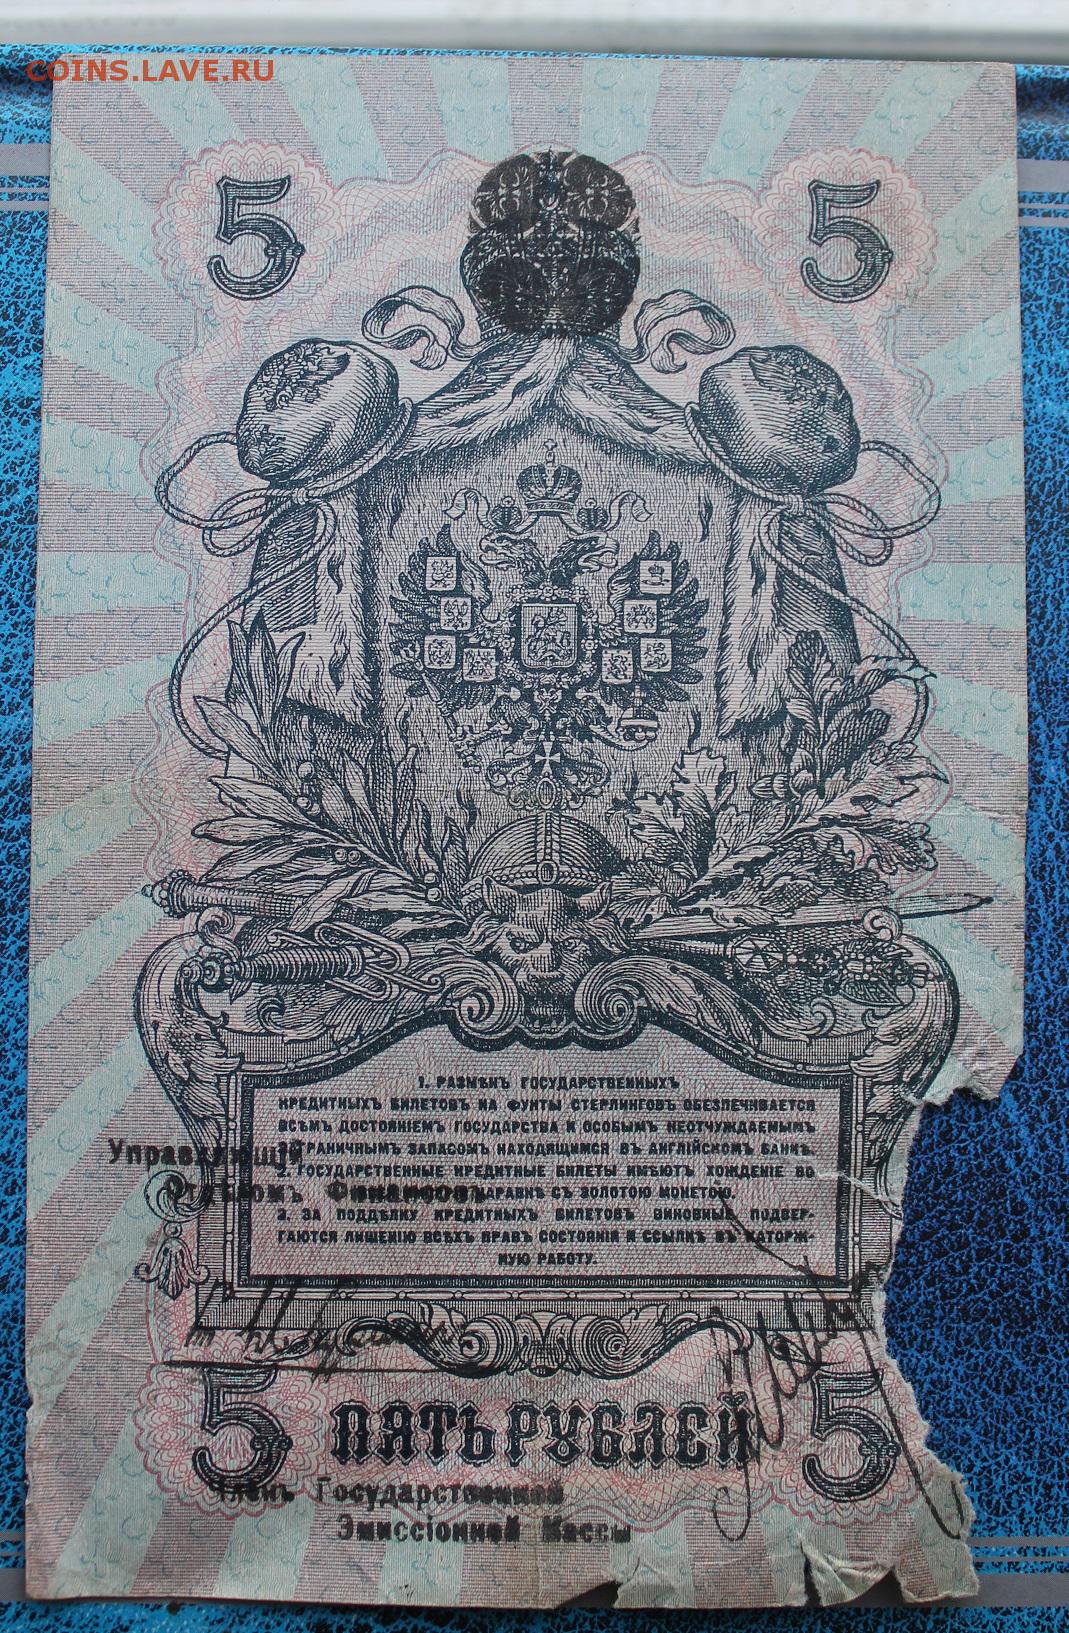 COINS.LAVE.RU
5 5
1. РАЗМѢНЪ ГОСУДАРСТВЕННЫХЪ
КРЕДИТНЫХЪ БИЛЕТОВЪ НА ФУНТЫ СТЕРЛИНГОВЪ ОБЕЗПЕЧИВАЕТСЯ
ВСѢМЪ ДОСТОЯНІЕМЪ ГОСУДАРСТВА И ОСОБЫМЪ НЕОТЧУЖДАЕМЫМЪ
ЗАГРАНИЧНЫМЪ ЗАПАСОМЪ НАХОДЯЩИМСЯ ВЪ АНГЛІЙСКОМЪ БАНКѢ.
Управляющій
2. ГОСУДАРСТВЕННЫЕ КРЕДИТНЫЕ БИЛЕТЫ ИМѢЮТЪ ХОЖДЕНІЕ ВО
Отдѣломъ Финансовъ
НАРАВНѢ СЪ ЗОЛОТОЮ МОНЕТОЮ.
3. ЗА ПОДДѢЛКУ КРЕДИТНЫХЪ БИЛЕТОВЪ ВИНОВНЫЕ ПОДВЕР-
ГАЮТСЯ ЛИШЕНІЮ ВСѢХЪ ПРАВЪ СОСТОЯНІЯ И ССЫЛКѢ ВЪ КАТОРЖ-
НУЮ РАБОТУ.
5 ПЯТЬ РУБЛЕЙ 5
Членъ Государственной
Эмиссіонной Кассы